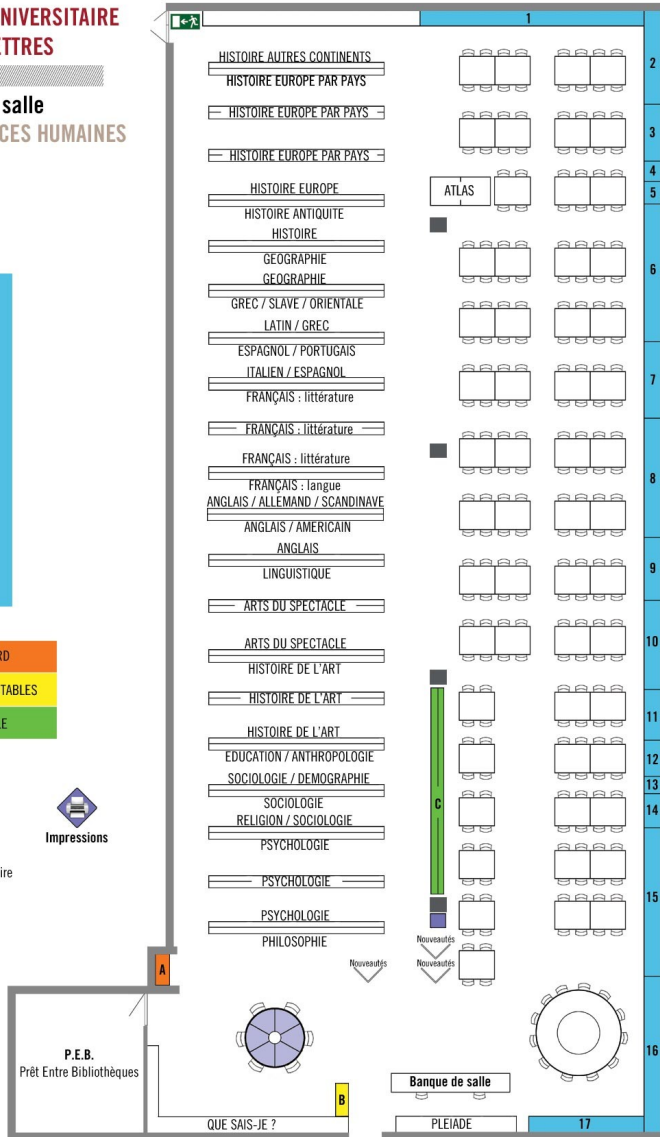 NIVERSITAIRE
ETTRES
salle
CES HUMAINES
1
2
3
4
5
6
7
8
9
10
11
12
13
14
15
16
17
HISTOIRE AUTRES CONTINENTS
HISTOIRE EUROPE PAR PAYS
HISTOIRE EUROPE PAR PAYS
HISTOIRE EUROPE PAR PAYS
HISTOIRE EUROPE
HISTOIRE ANTIQUITE
HISTOIRE
GEOGRAPHIE
GEOGRAPHIE
GREC / SLAVE / ORIENTALE
LATIN / GREC
ESPAGNOL / PORTUGAIS
ITALIEN / ESPAGNOL
FRANÇAIS : littérature
FRANÇAIS : littérature
FRANÇAIS : littérature
FRANÇAIS : langue
ANGLAIS / ALLEMAND / SCANDINAVE
ANGLAIS / AMERICAIN
ANGLAIS
LINGUISTIQUE
ARTS DU SPECTACLE
ARTS DU SPECTACLE
HISTOIRE DE L'ART
HISTOIRE DE L'ART
HISTOIRE DE L'ART
EDUCATION / ANTHROPOLOGIE
SOCIOLOGIE / DEMOGRAPHIE
SOCIOLOGIE
RELIGION / SOCIOLOGIE
PSYCHOLOGIE
PSYCHOLOGIE
PSYCHOLOGIE
PHILOSOPHIE
ATLAS
C
RD
TABLES
LE
Impressions
ire
Nouveautés
Nouveautés
Nouveautés
A
P.E.B.
Prêt Entre Bibliothèques
B
Banque de salle
QUE SAIS-JE ?
PLEIADE